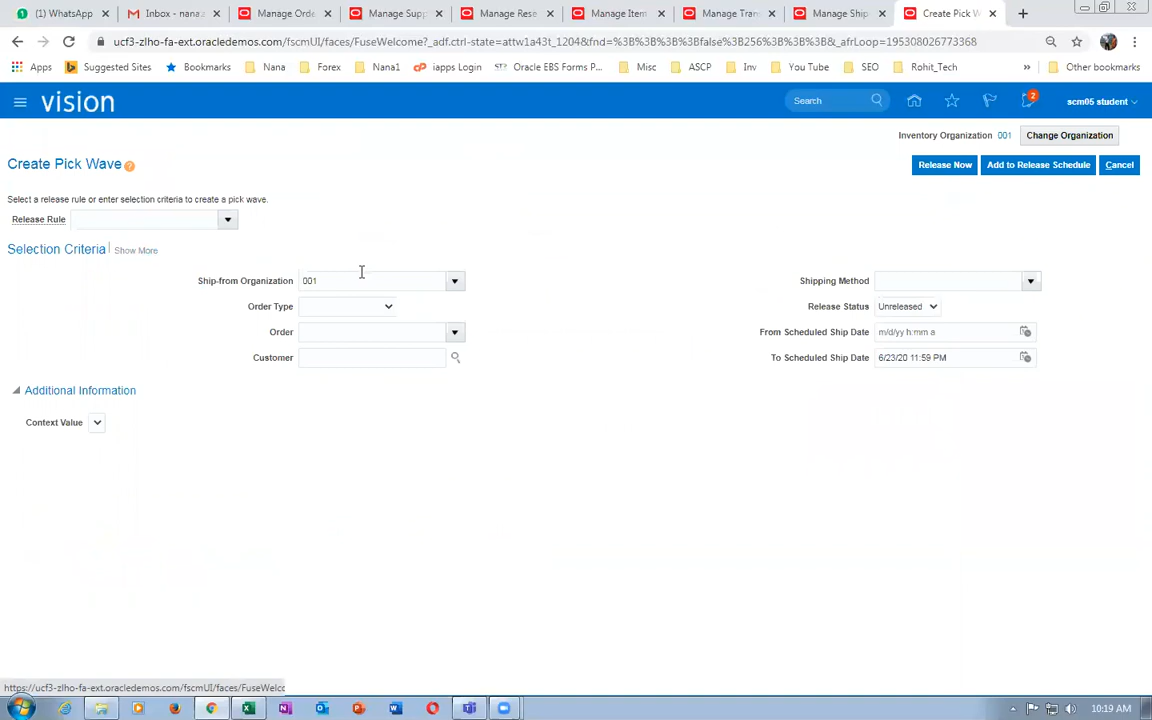 (1) WhatsApp
Inbox - nana.z
Manage Orde
Manage Supp
Manage Rese
Manage Item
Manage Tran
Manage Ship
Create Pick W
ucf3-zlho-fa-ext.oracledemos.com/fscmUI/faces/FuseWelcome?_adf.ctrl-state=attw1a43t_1204&fnd=%3B%3B%3B%3Bfalse%3B256%3B%3B%3B&_afrLoop=195308026773368
Apps
Suggested Sites
Bookmarks
Nana
Forex
Nana1
iapps Login
Oracle EBS Forms P...
Misc
ASCP
Inv
You Tube
SEO
Rohit_Tech
»
Other bookmarks
vision
Search
2
scm05 student
Inventory Organization 001 Change Organization
Create Pick Wave
Release Now Add to Release Schedule Cancel
Select a release rule or enter selection criteria to create a pick wave.
Release Rule
Selection Criteria Show More
Ship-from Organization 001
Shipping Method
Order Type
Release Status Unreleased
Order
From Scheduled Ship Date m/d/yy h:mm a
Customer
To Scheduled Ship Date 6/23/20 11:59 PM
Additional Information
Context Value
https://ucf3-zlho-fa-ext.oracledemos.com/fscmUI/faces/FuseWelc
10:19 AM